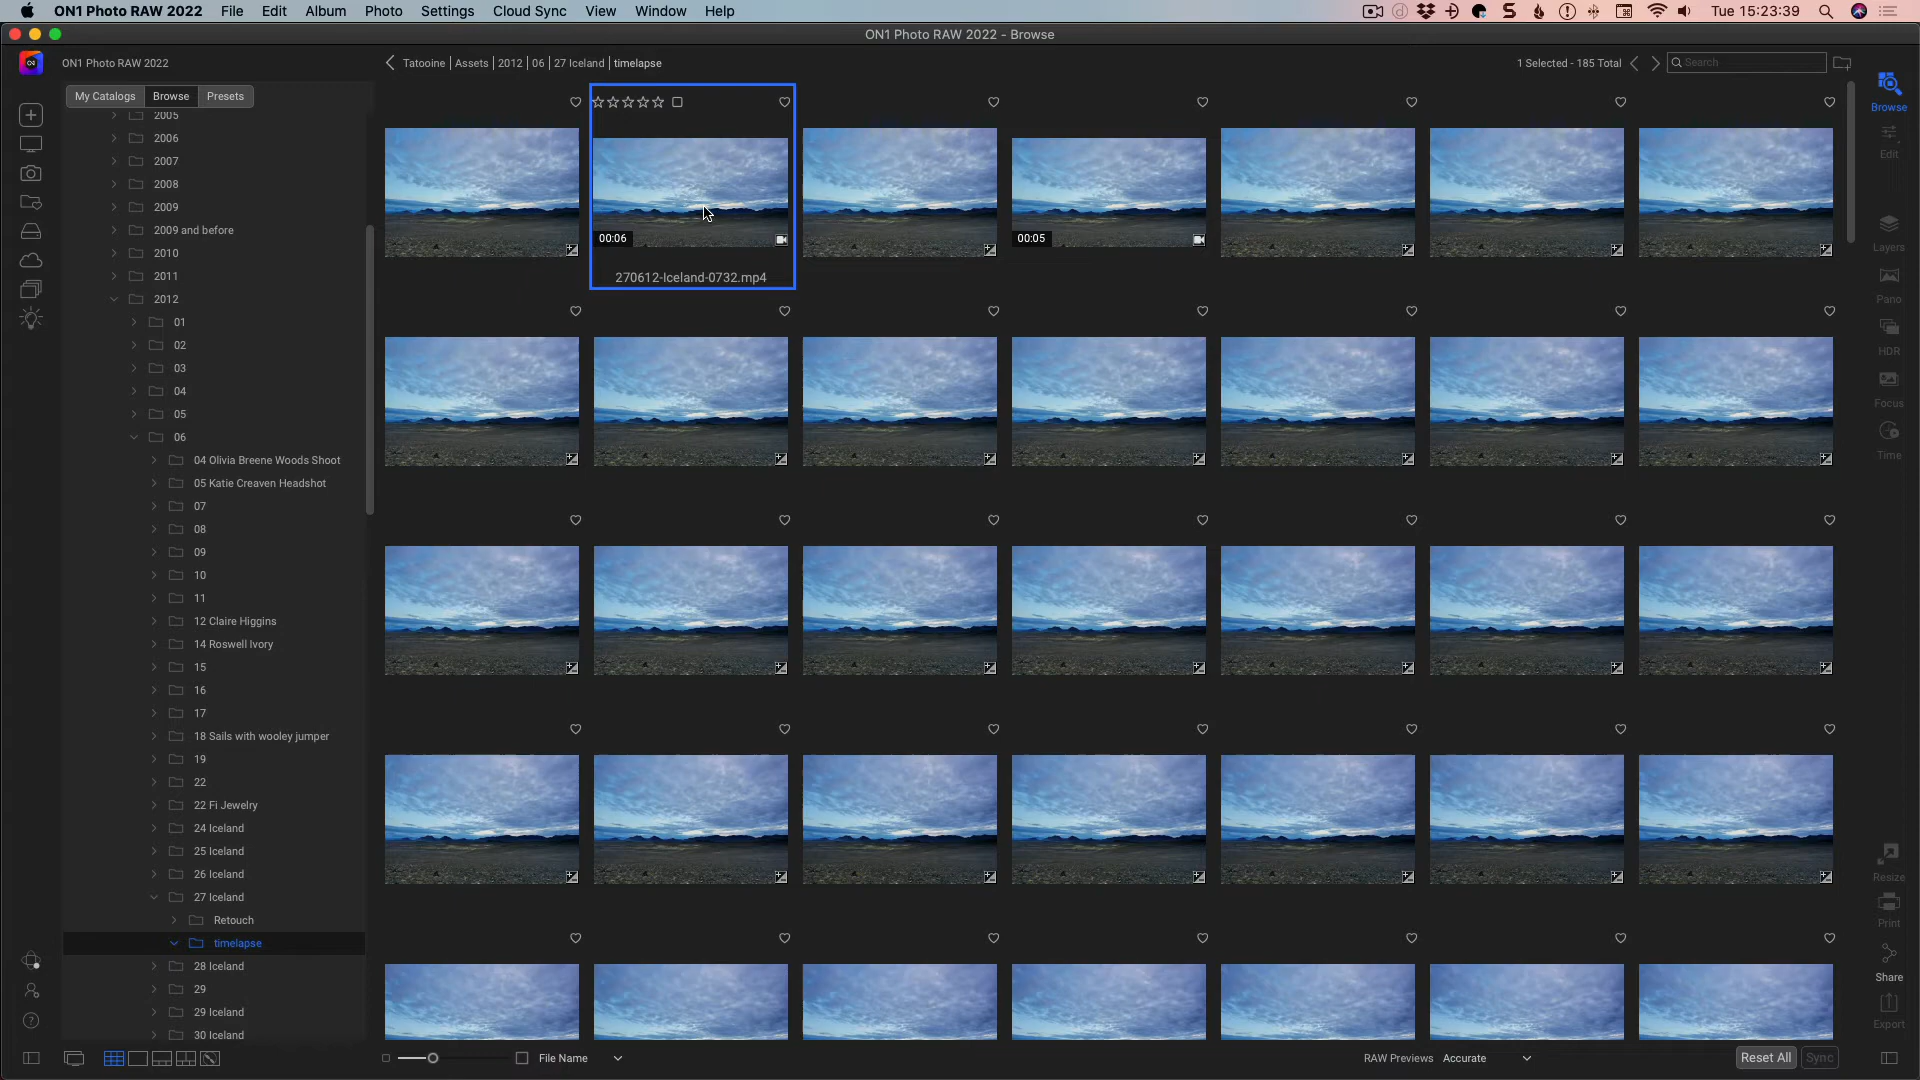 ON1 Photo RAW 2022 File Edit Album Photo Settings Cloud Sync View Window Help Tue 15:23:39
ON1 Photo RAW 2022 - Browse
ON1 Photo RAW 2022
Tatooine Assets 2012 06 27 Iceland timelapse
1 Selected - 185 Total
Search
My Catalogs Browse Presets
2005
2006
2007
2008
2009
2009 and before
2010
2011
2012
01
02
03
04
05
06
04 Olivia Breene Woods Shoot
05 Katie Creaven Headshot
07
08
09
10
11
12 Claire Higgins
14 Roswell Ivory
15
16
17
18 Sails with wooley jumper
19
22
22 Fi Jewelry
24 Iceland
25 Iceland
26 Iceland
27 Iceland
Retouch
timelapse
28 Iceland
29
29 Iceland
30 Iceland
00:06
270612-Iceland-0732.mp4
00:05
Browse
Edit
Layers
Pano
HDR
Focus
Time
Resize
Print
Share
Export
File Name
RAW Previews Accurate
Reset All
Sync